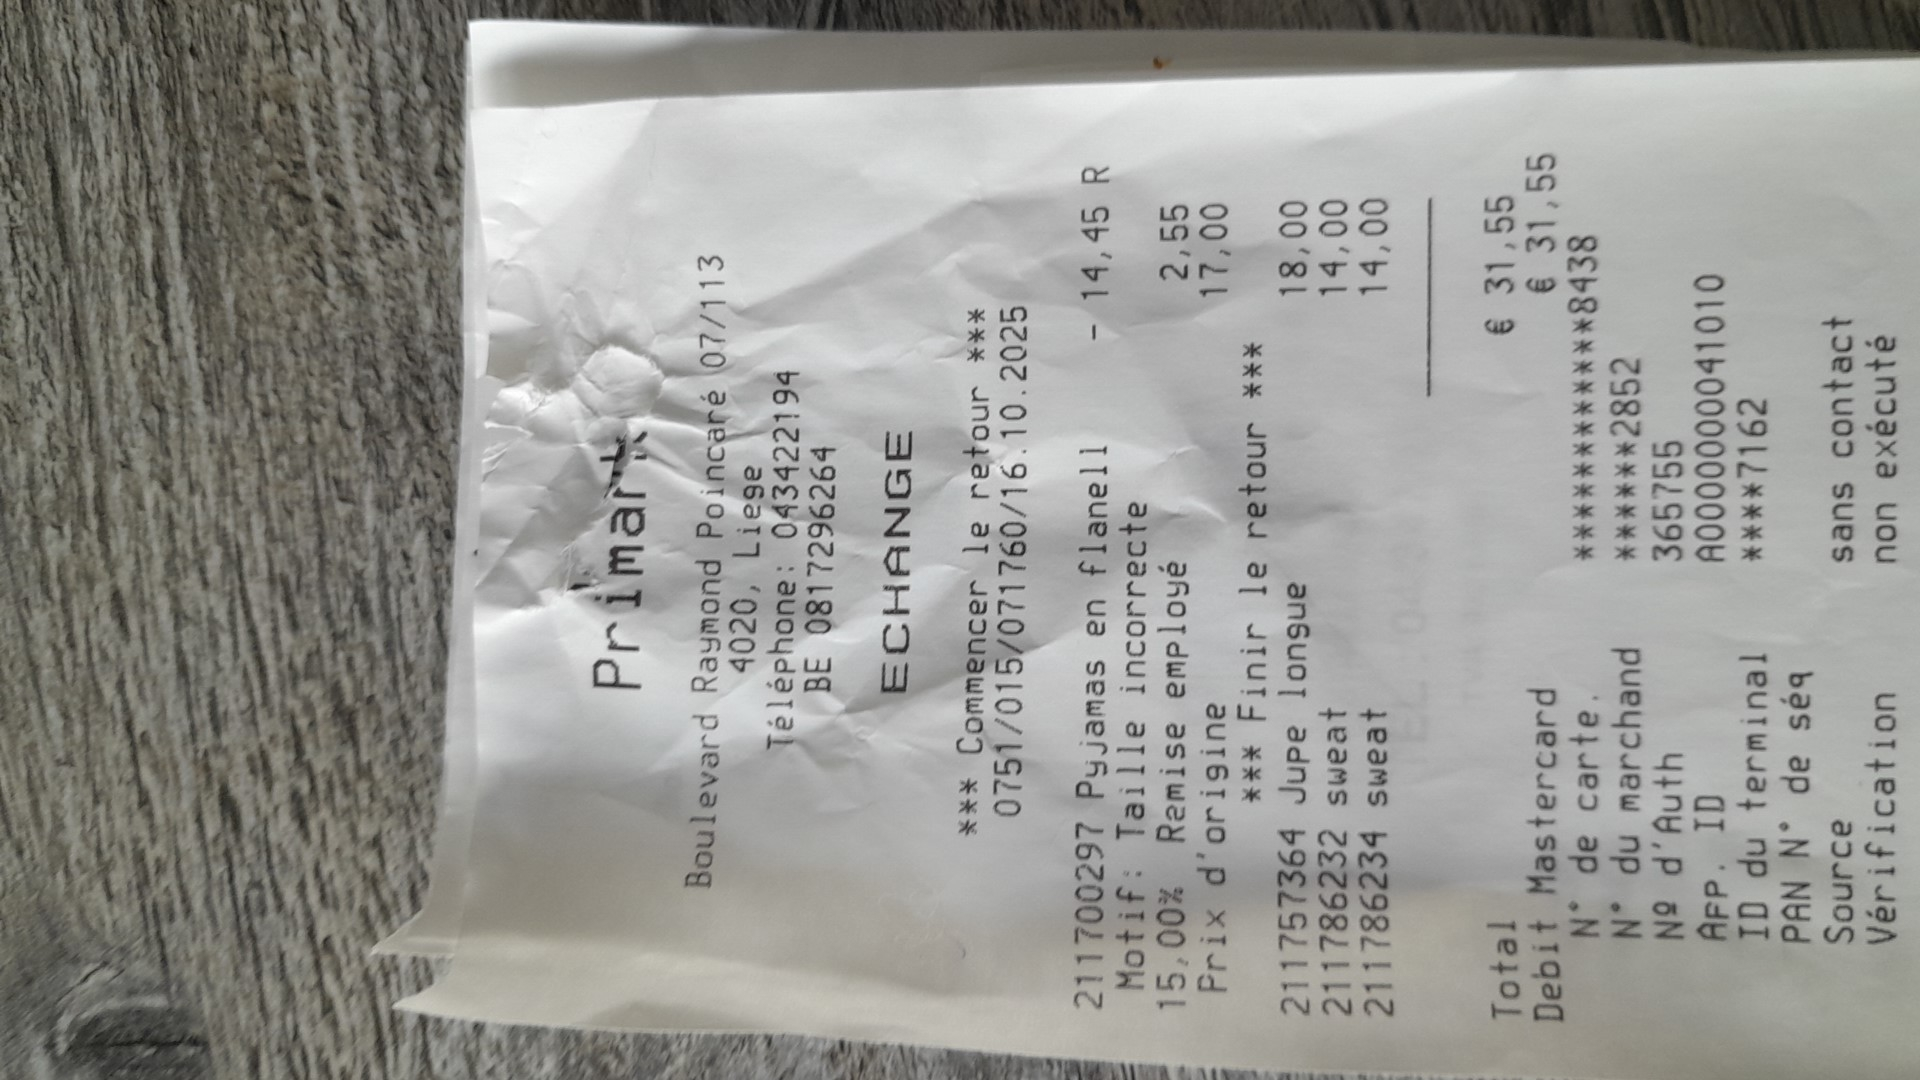 Primark
Boulevard Raymond Poincaré 07/113
4020, Liege
Téléphone: 043422194
BE 0817296264
ECHANGE
*** Commencer le retour ***
0751/015/071760/16.10.2025
211700297 Pyjamas en flanell - 14,45 R
Motif: Taille incorrecte
15,00% Remise employé 2,55
Prix d'origine 17,00
*** Finir le retour ***
211757364 Jupe longue 18,00
211786232 sweat 14,00
211786234 sweat 14,00
Total € 31,55
Debit Mastercard € 31,55
N° de carte. ************8438
N° du marchand ******2852
Nº d'Auth 365755
App. ID A0000000041010
ID du terminal ****7162
PAN N° de séq
Source sans contact
Vérification non exécuté